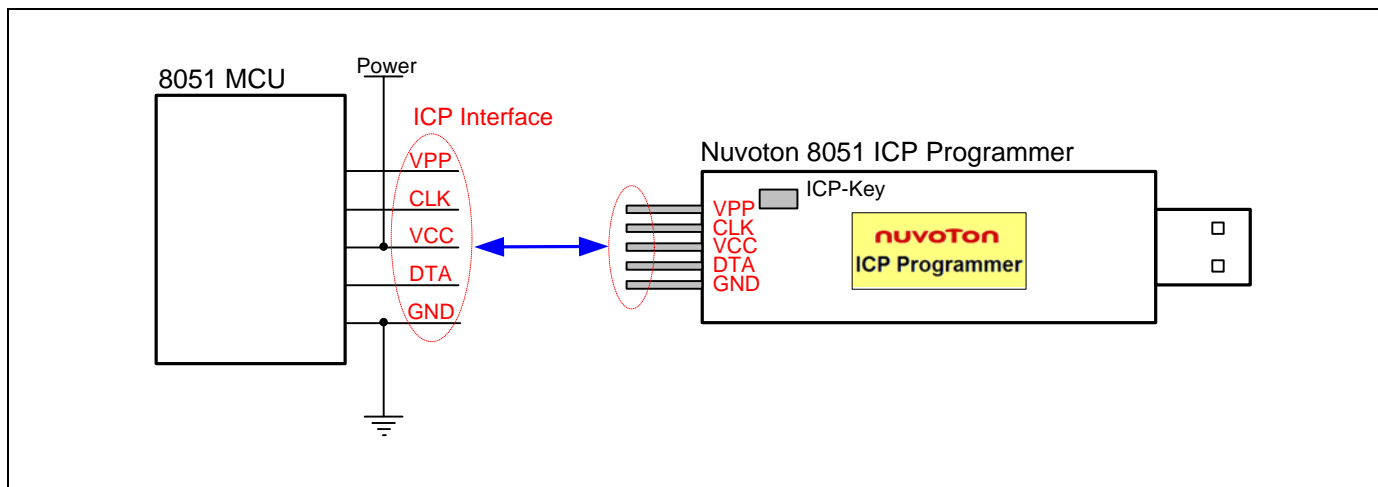 8051 MCU
Power
ICP Interface
VPP
CLK
VCC
DTA
GND
Nuvoton 8051 ICP Programmer
ICP-Key
VPP
CLK
VCC
DTA
GND
nuvoTon
ICP Programmer